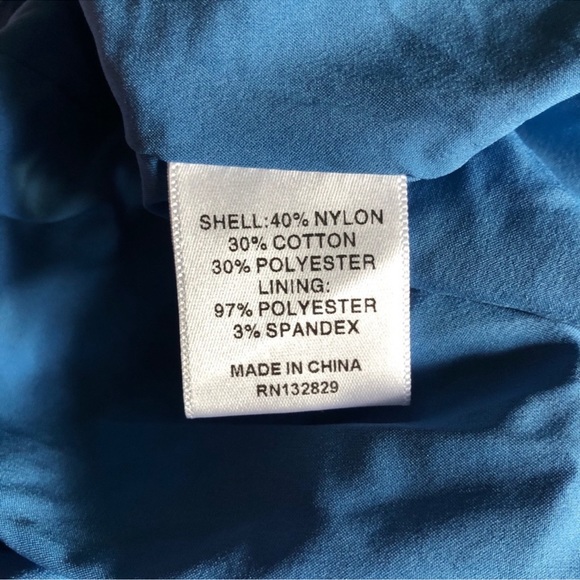 SHELL:40% NYLON
30% COTTON
30% POLYESTER
LINING:
97% POLYESTER
3% SPANDEX
MADE IN CHINA
RN132829